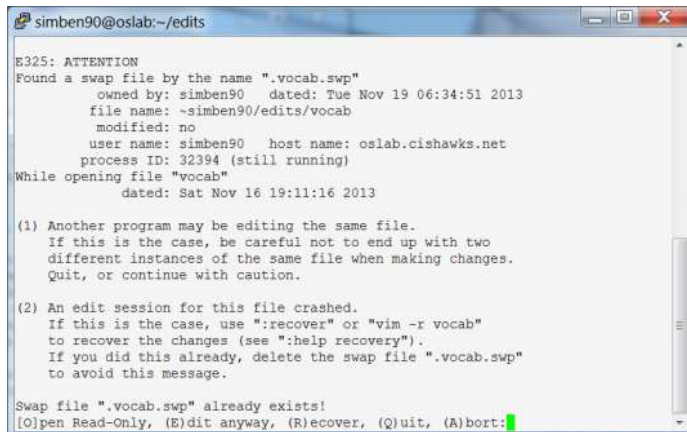 simben90@oslab:~/edits
E325: ATTENTION
Found a swap file by the name ".vocab.swp"
owned by: simben90   dated: Tue Nov 19 06:34:51 2013
file name: ~simben90/edits/vocab
modified: no
user name: simben90   host name: oslab.cishawks.net
process ID: 32394 (still running)
While opening file "vocab"
dated: Sat Nov 16 19:11:16 2013
(1) Another program may be editing the same file.
If this is the case, be careful not to end up with two
different instances of the same file when making changes.
Quit, or continue with caution.
(2) An edit session for this file crashed.
If this is the case, use ":recover" or "vim -r vocab"
to recover the changes (see ":help recovery").
If you did this already, delete the swap file ".vocab.swp"
to avoid this message.
Swap file ".vocab.swp" already exists!
[O]pen Read-Only, (E)dit anyway, (R)ecover, (Q)uit, (A)bort: